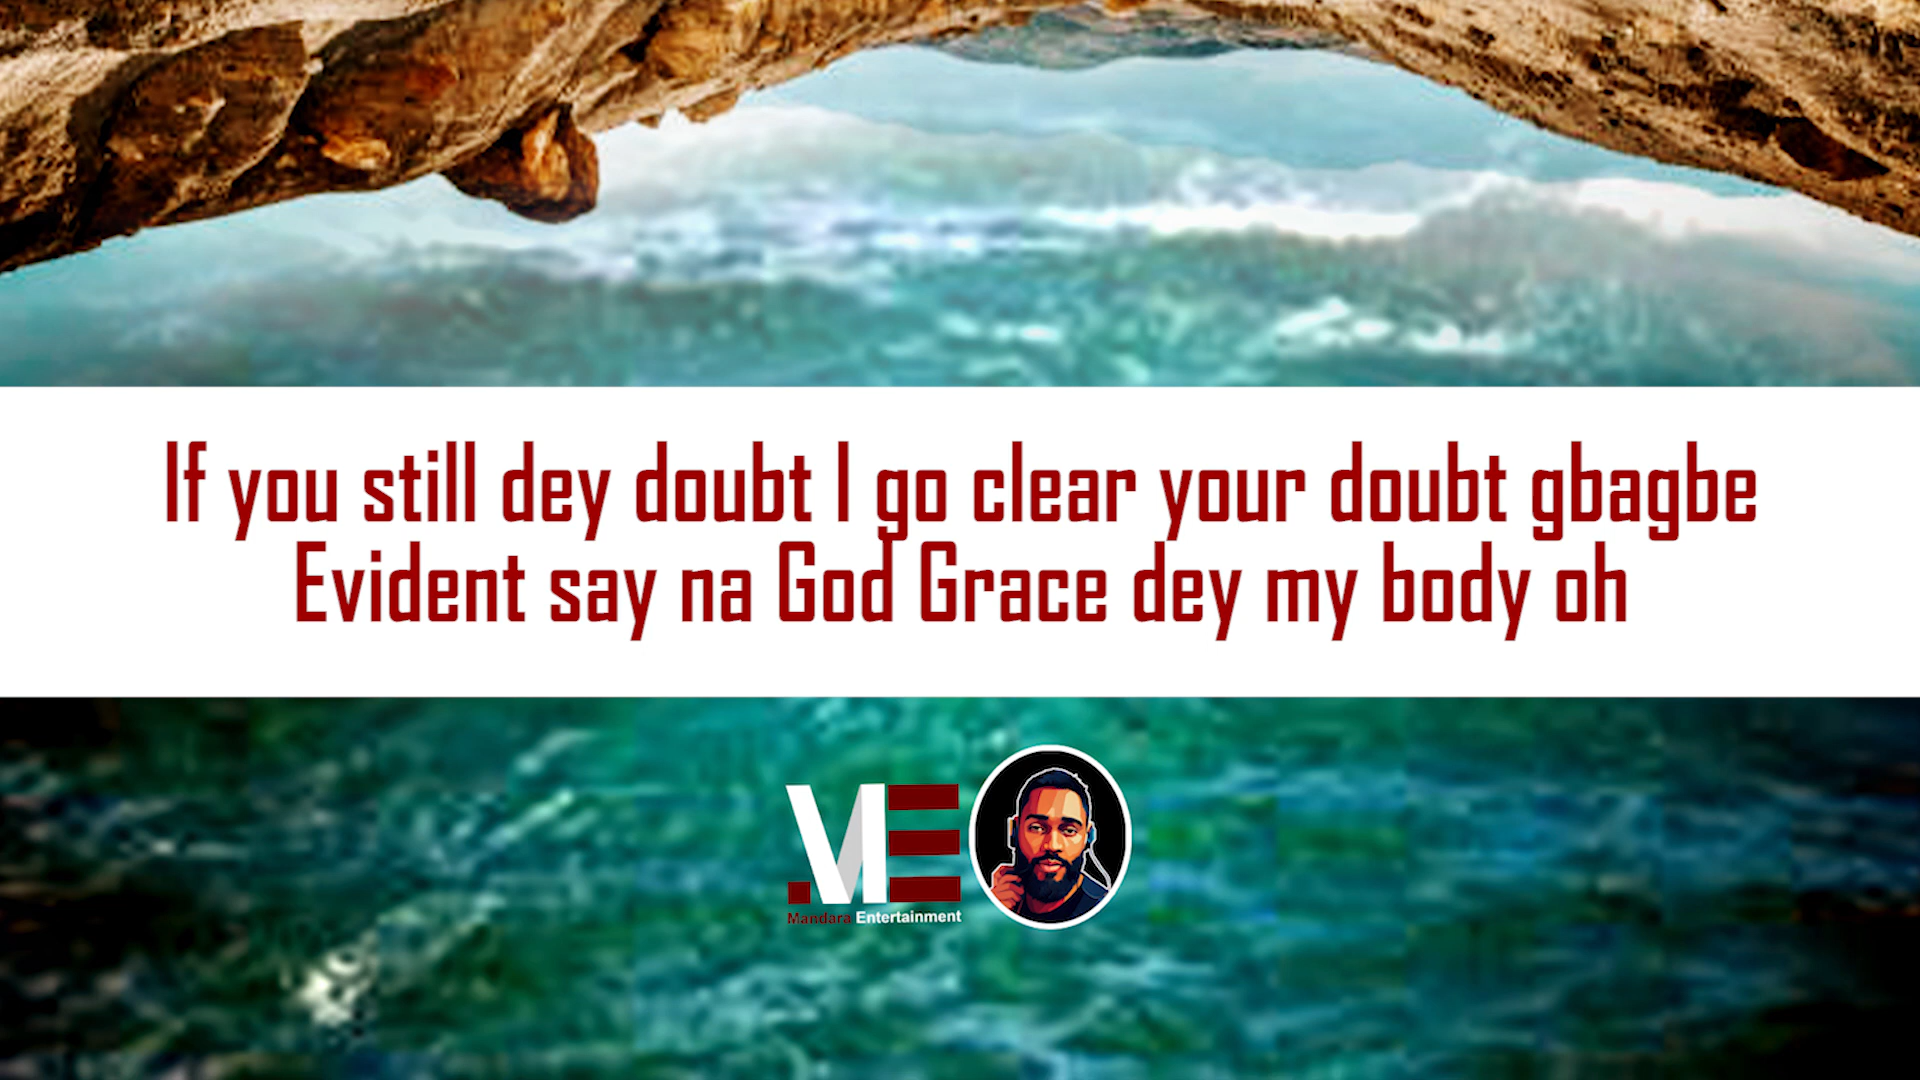 If you still dey doubt I go clear your doubt gbagbe
Evident say na God Grace dey my body oh
ME
Mandara Entertainment